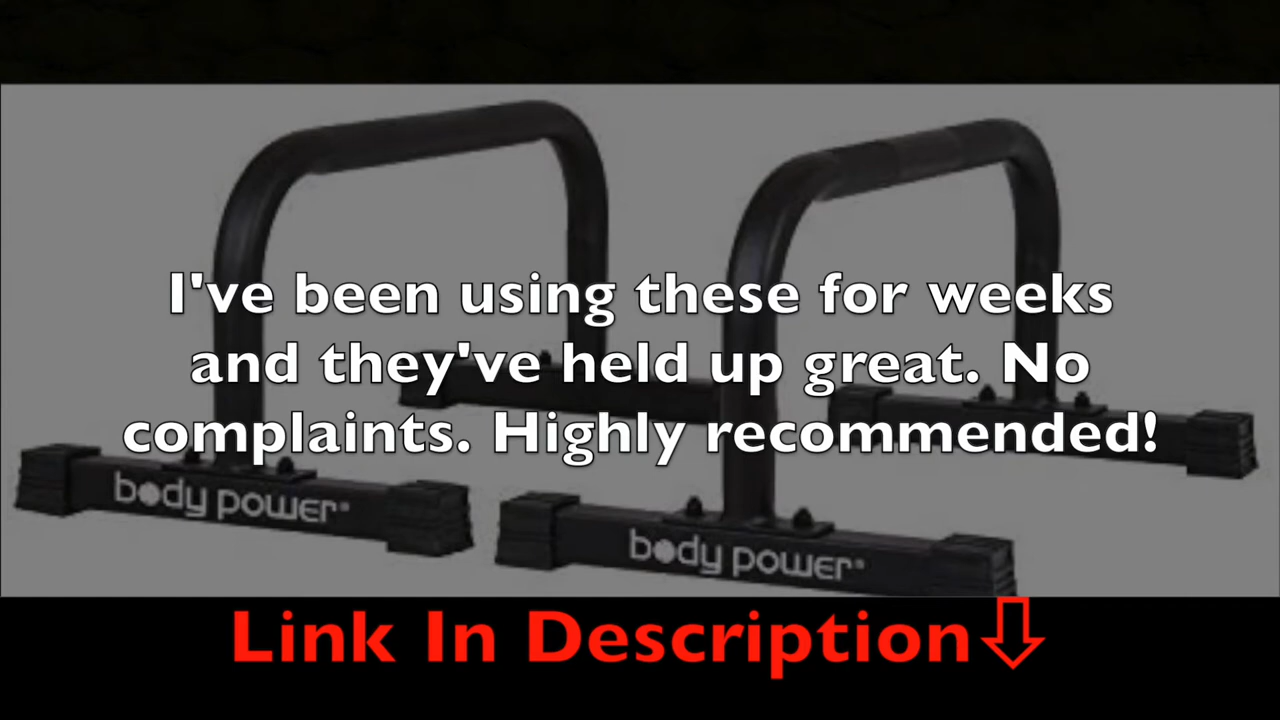 I've been using these for weeks
and they've held up great. No
complaints. Highly recommended!
body power®
body power®
Link In Description